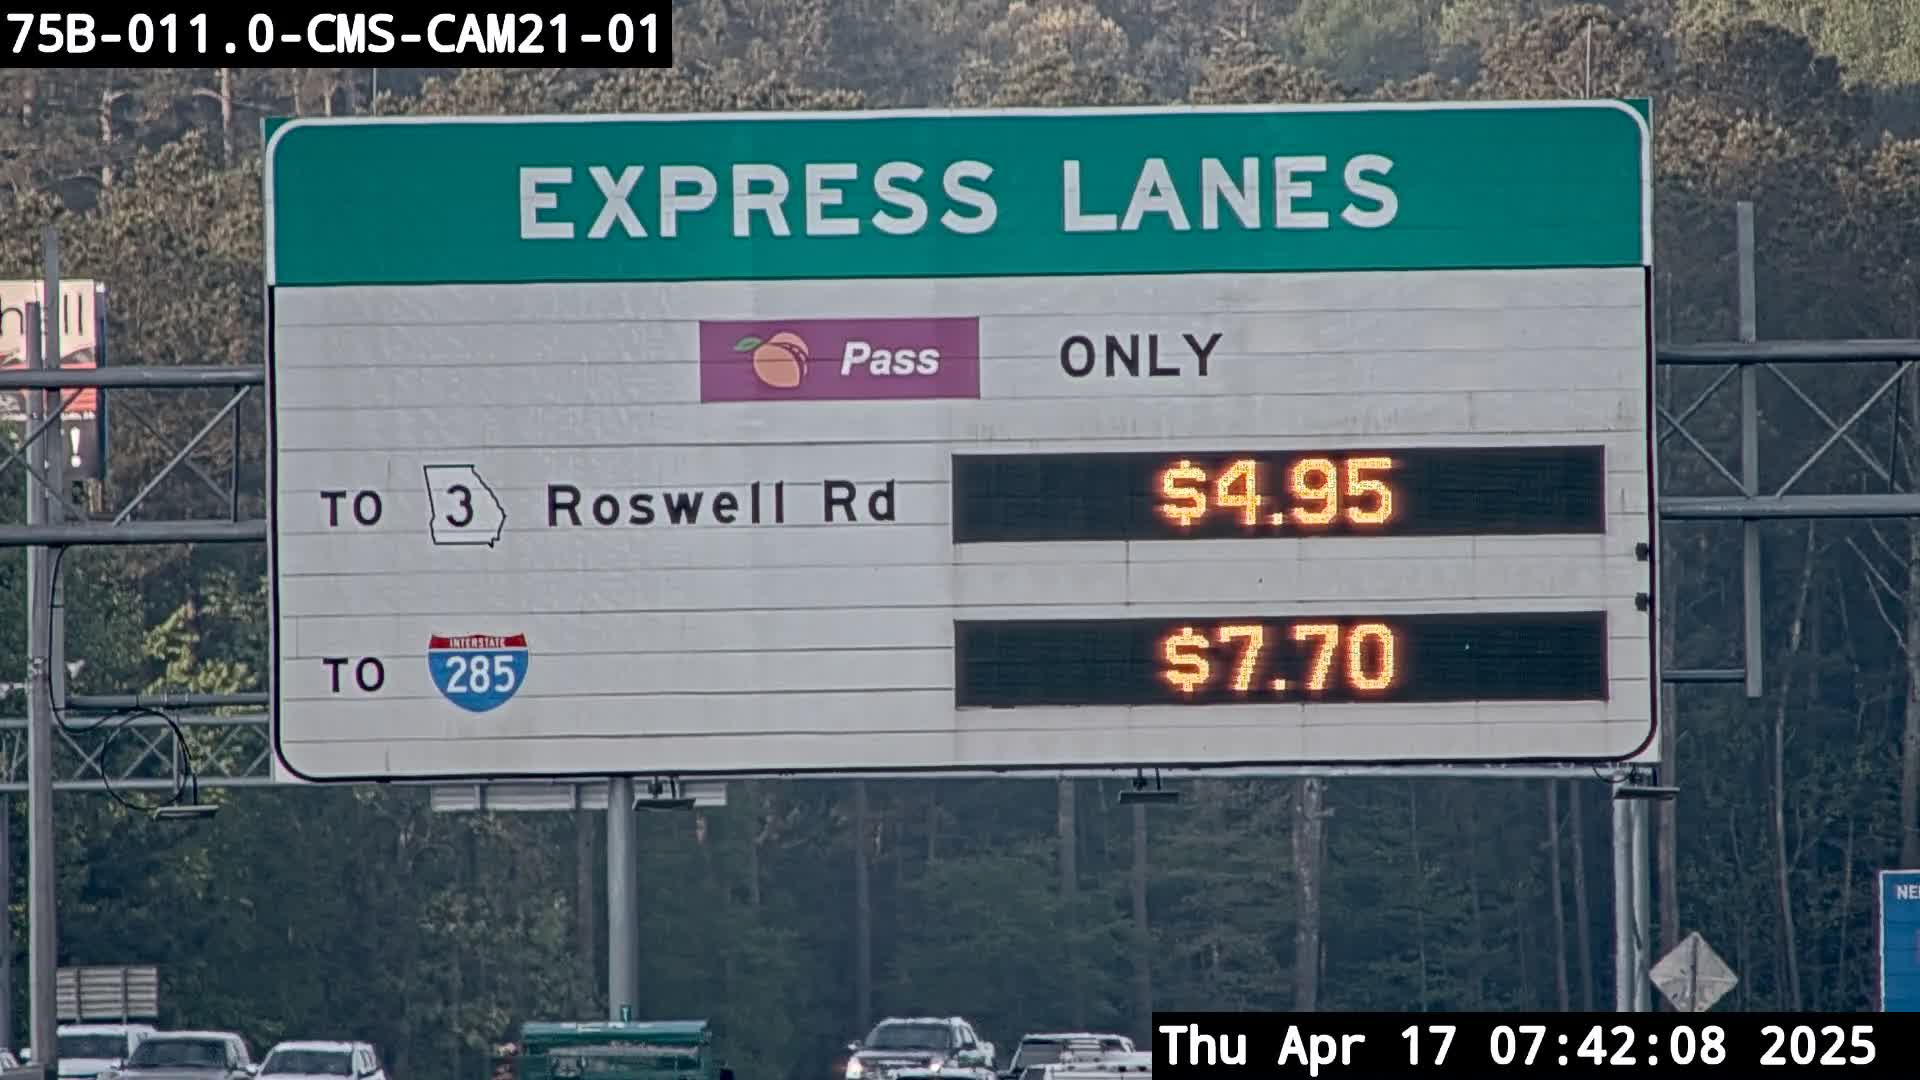 75B-011.0-CMS-CAM21-01
EXPRESS LANES
Pass ONLY
TO 3 Roswell Rd $4.95
TO INTERSTATE 285 $7.70
Thu Apr 17 07:42:08 2025